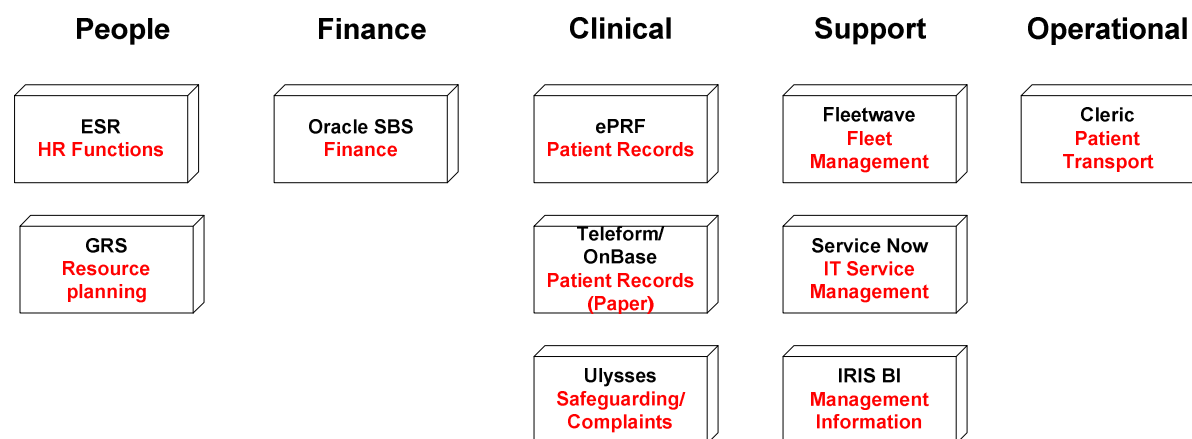 People
Finance
Clinical
Support
Operational
ESR
HR Functions
Oracle SBS
Finance
ePRF
Patient Records
Fleetwave
Fleet
Management
Cleric
Patient
Transport
GRS
Resource
planning
Teleform/
OnBase
Patient Records
(Paper)
Service Now
IT Service
Management
Ulysses
Safeguarding/
Complaints
IRIS BI
Management
Information